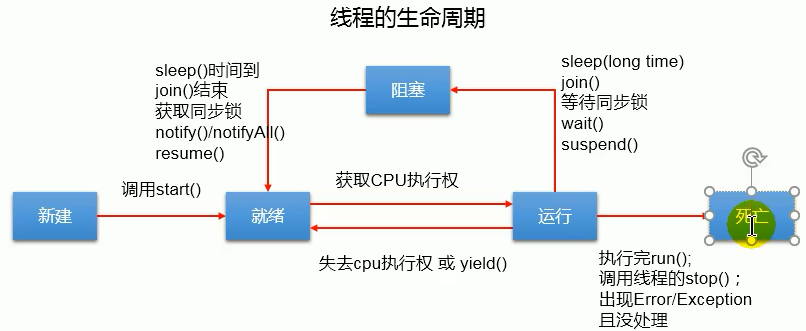 线程的生命周期
sleep()时间到
join()结束
获取同步锁
notify()/notifyAll()
resume()
阻塞
sleep(long time)
join()
等待同步锁
wait()
suspend()
新建
调用start()
就绪
获取CPU执行权
失去cpu执行权 或 yield()
运行
死亡
执行完run();
调用线程的stop() ;
出现Error/Exception
且没处理